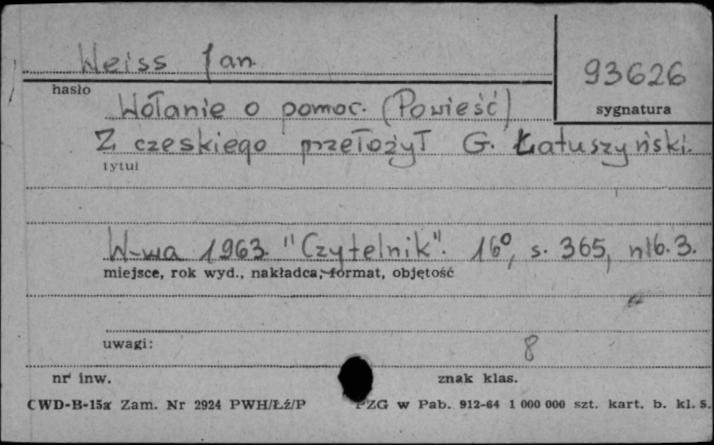 Weiss Jan
93626
hasło
sygnatura
Wołanie o pomoc. (Powieść)
Z czeskiego przełożył G. Łatuszyński.
tytuł
W-wa 1963 "Czytelnik". 16°, s. 365, nlb. 3.
miejsce, rok wyd., nakładca, format, objętość
uwagi:
8
nr inw.
znak klas.
CWD-B-15a Zam. Nr 2924 PWH/Łź/P
PZG w Pab. 912-64 1 000 000 szt. kart. b. kl. 5.